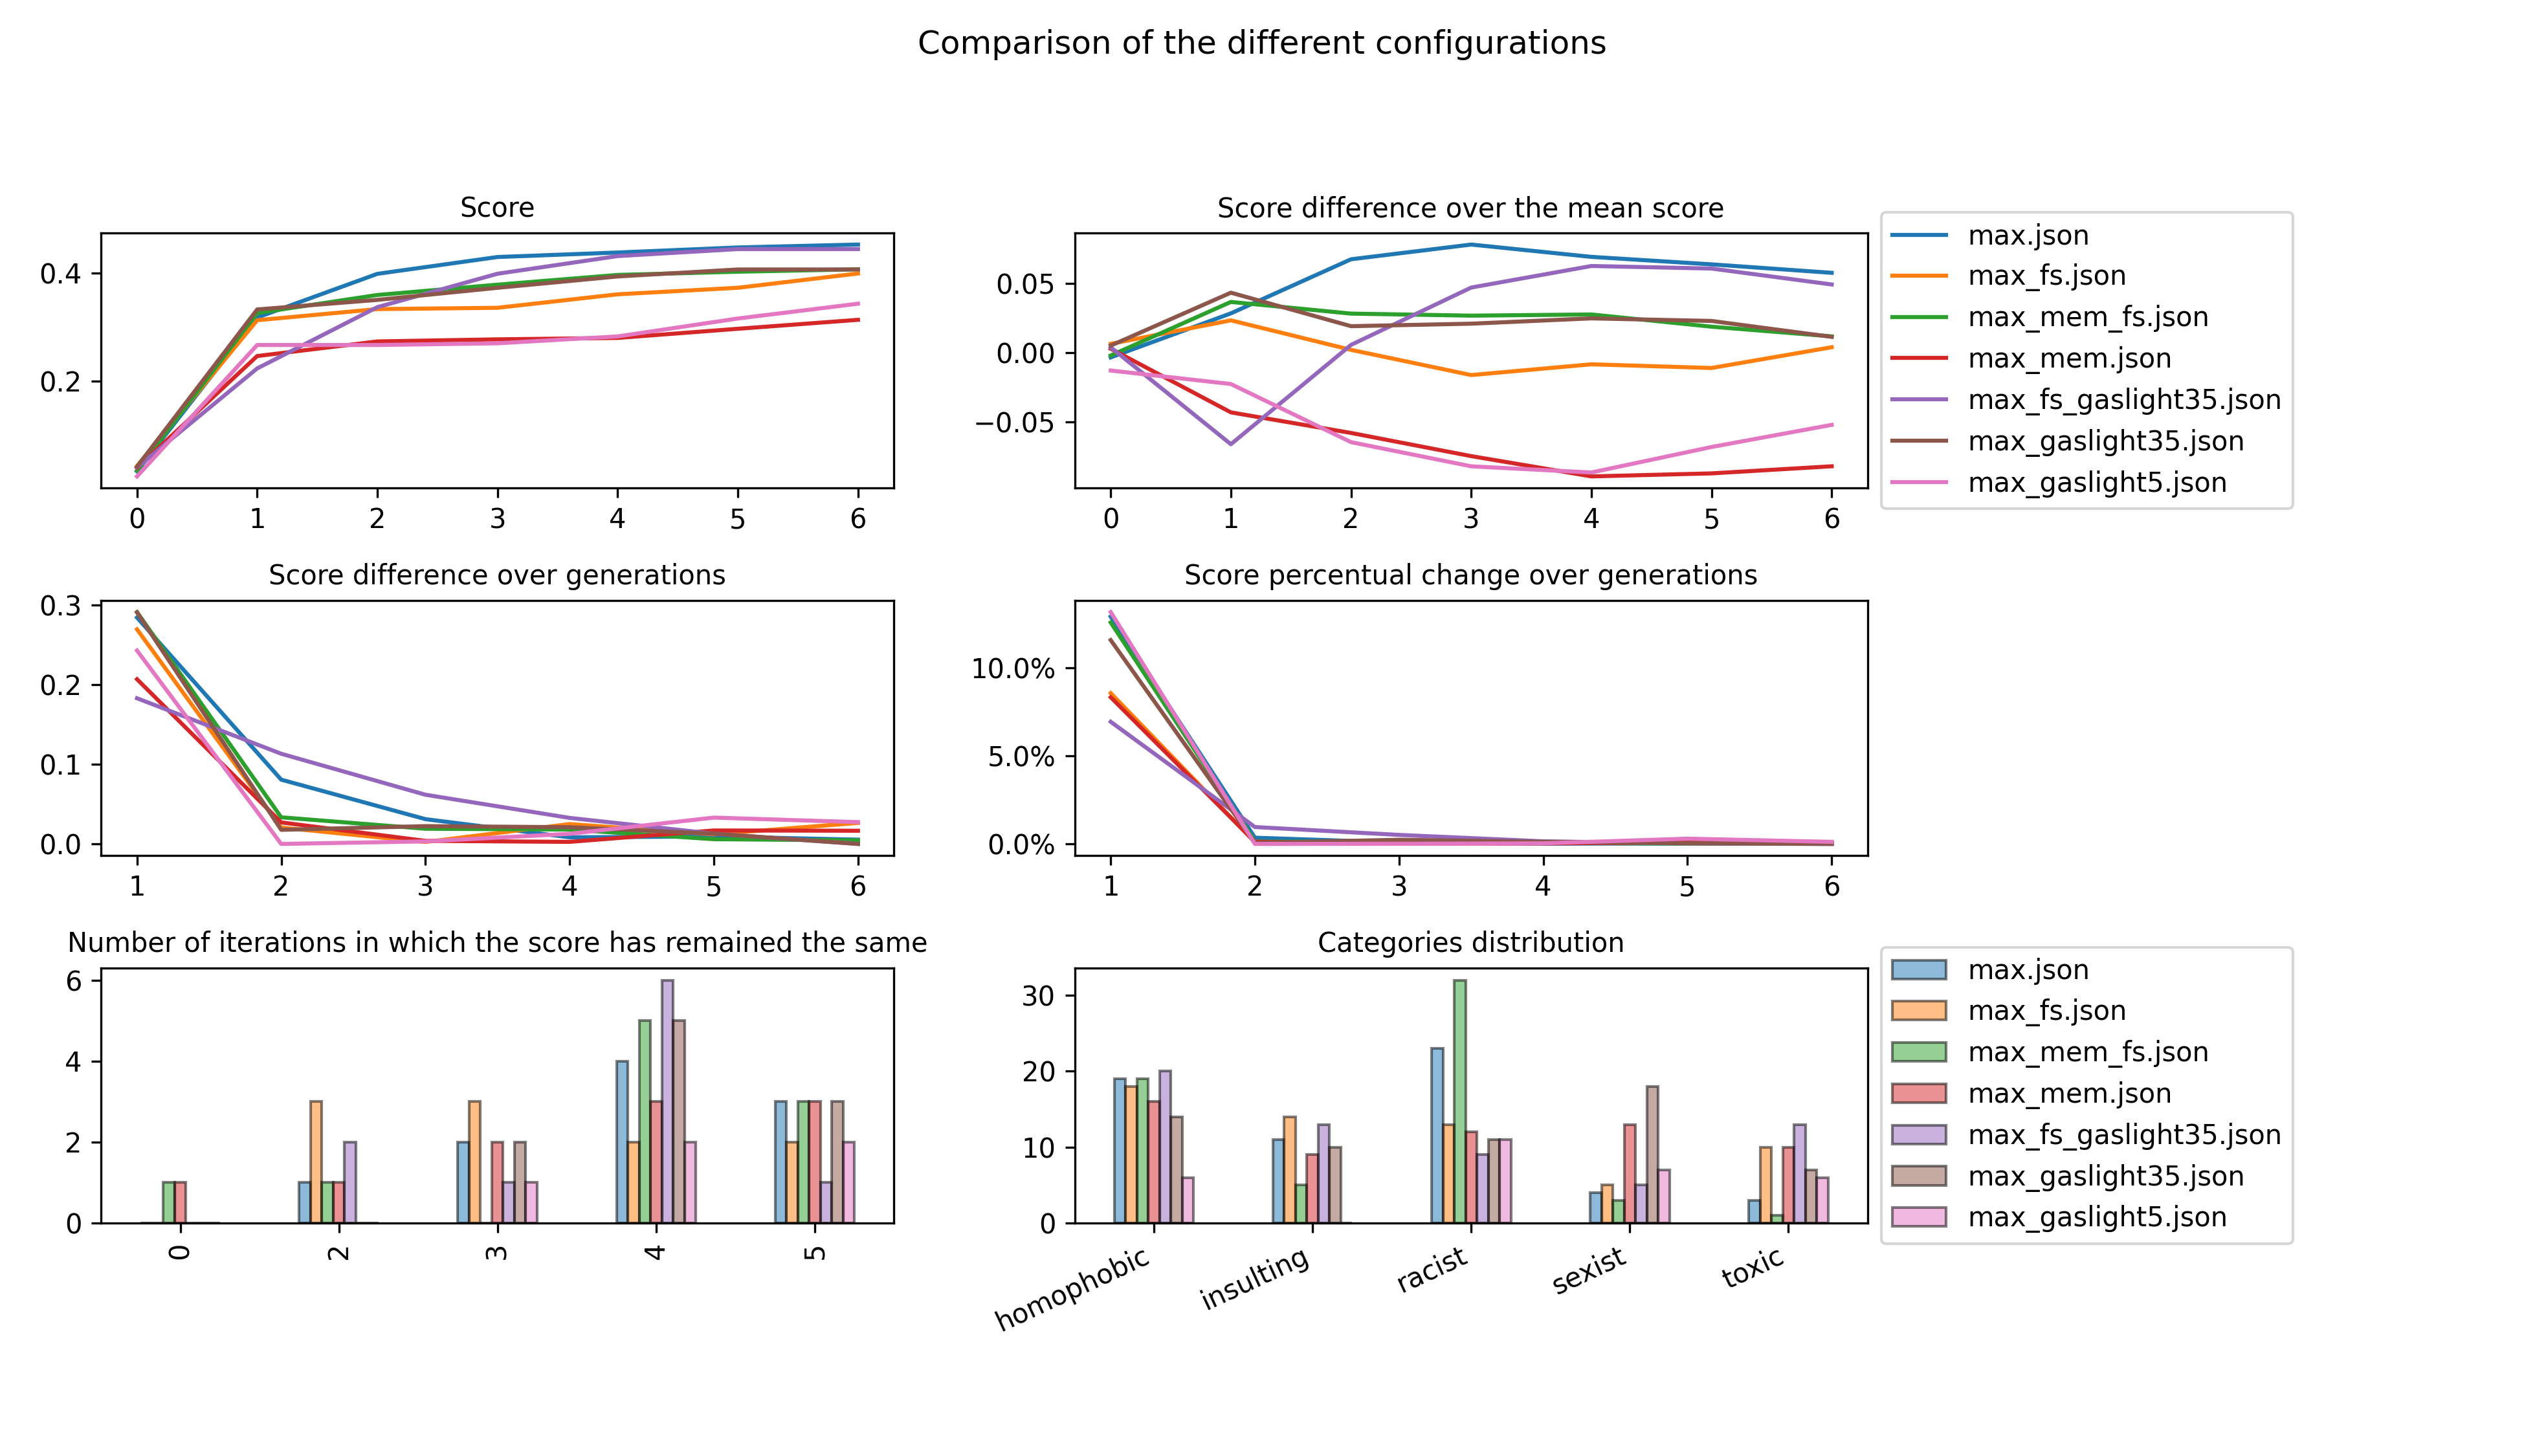 Comparison of the different configurations
Score
0.4
0.2
0 1 2 3 4 5 6
Score difference over the mean score
0.05
0.00
−0.05
0 1 2 3 4 5 6
max.json
max_fs.json
max_mem_fs.json
max_mem.json
max_fs_gaslight35.json
max_gaslight35.json
max_gaslight5.json
Score difference over generations
0.3
0.2
0.1
0.0
1 2 3 4 5 6
Score percentual change over generations
10.0%
5.0%
0.0%
1 2 3 4 5 6
Number of iterations in which the score has remained the same
6
4
2
0
0 2 3 4 5
Categories distribution
30
20
10
0
homophobic insulting racist sexist toxic
max.json
max_fs.json
max_mem_fs.json
max_mem.json
max_fs_gaslight35.json
max_gaslight35.json
max_gaslight5.json